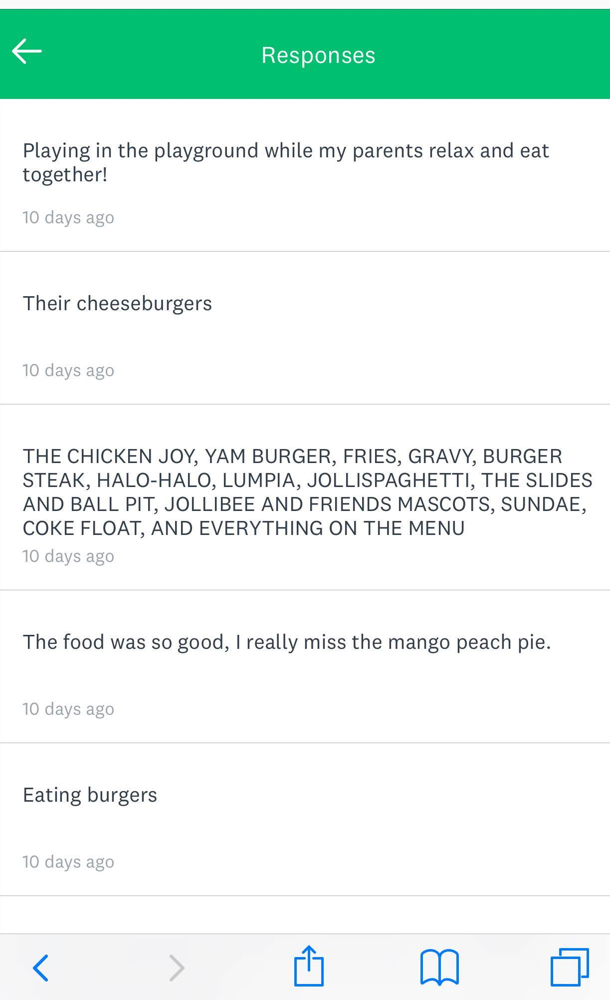 Responses
Playing in the playground while my parents relax and eat
together!
10 days ago
Their cheeseburgers
10 days ago
THE CHICKEN JOY, YAM BURGER, FRIES, GRAVY, BURGER
STEAK, HALO-HALO, LUMPIA, JOLLISPAGHETTI, THE SLIDES
AND BALL PIT, JOLLIBEE AND FRIENDS MASCOTS, SUNDAE,
COKE FLOAT, AND EVERYTHING ON THE MENU
10 days ago
The food was so good, I really miss the mango peach pie.
10 days ago
Eating burgers
10 days ago